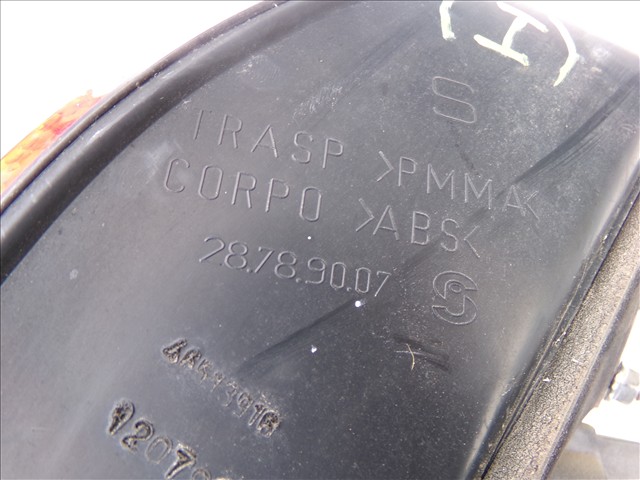 (H)
S
TRASP >PMMA<
CORPO >ABS<
28.78.90.07